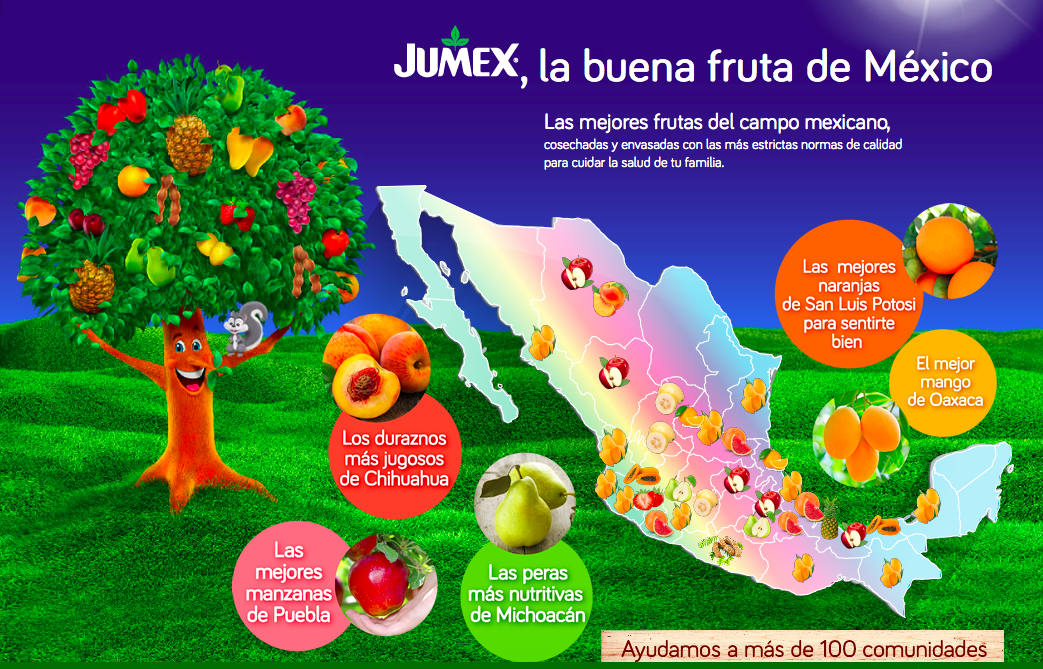 JUMEX, la buena fruta de México
Las mejores frutas del campo mexicano,
cosechadas y envasadas con las más estrictas normas de calidad
para cuidar la salud de tu familia.
Las mejores
naranjas
de San Luis Potosi
para sentirte
bien
El mejor
mango
de Oaxaca
Los duraznos
más jugosos
de Chihuahua
Las peras
más nutritivas
de Michoacán
Las
mejores
manzanas
de Puebla
Ayudamos a más de 100 comunidades